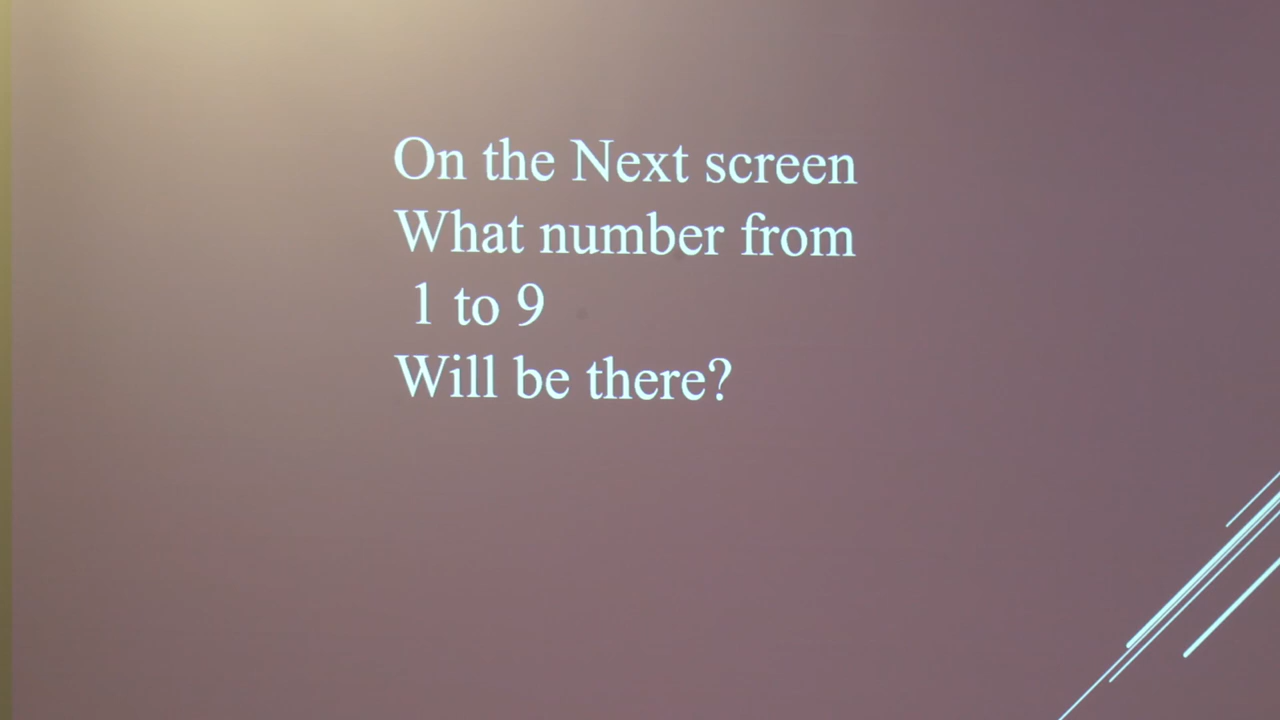 On the Next screen
What number from
1 to 9
Will be there?